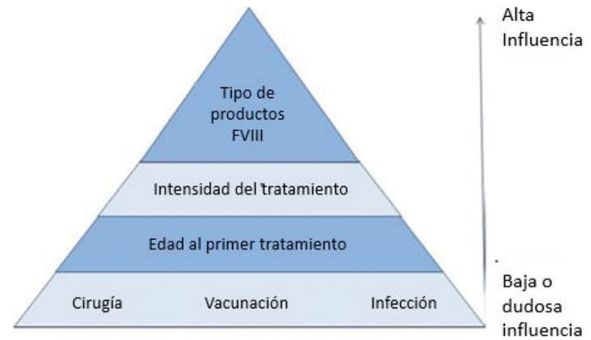 Alta
Influencia
Tipo de
productos
FVIII
Intensidad del tratamiento
Edad al primer tratamiento
Cirugía Vacunación Infección
Baja o
dudosa
influencia